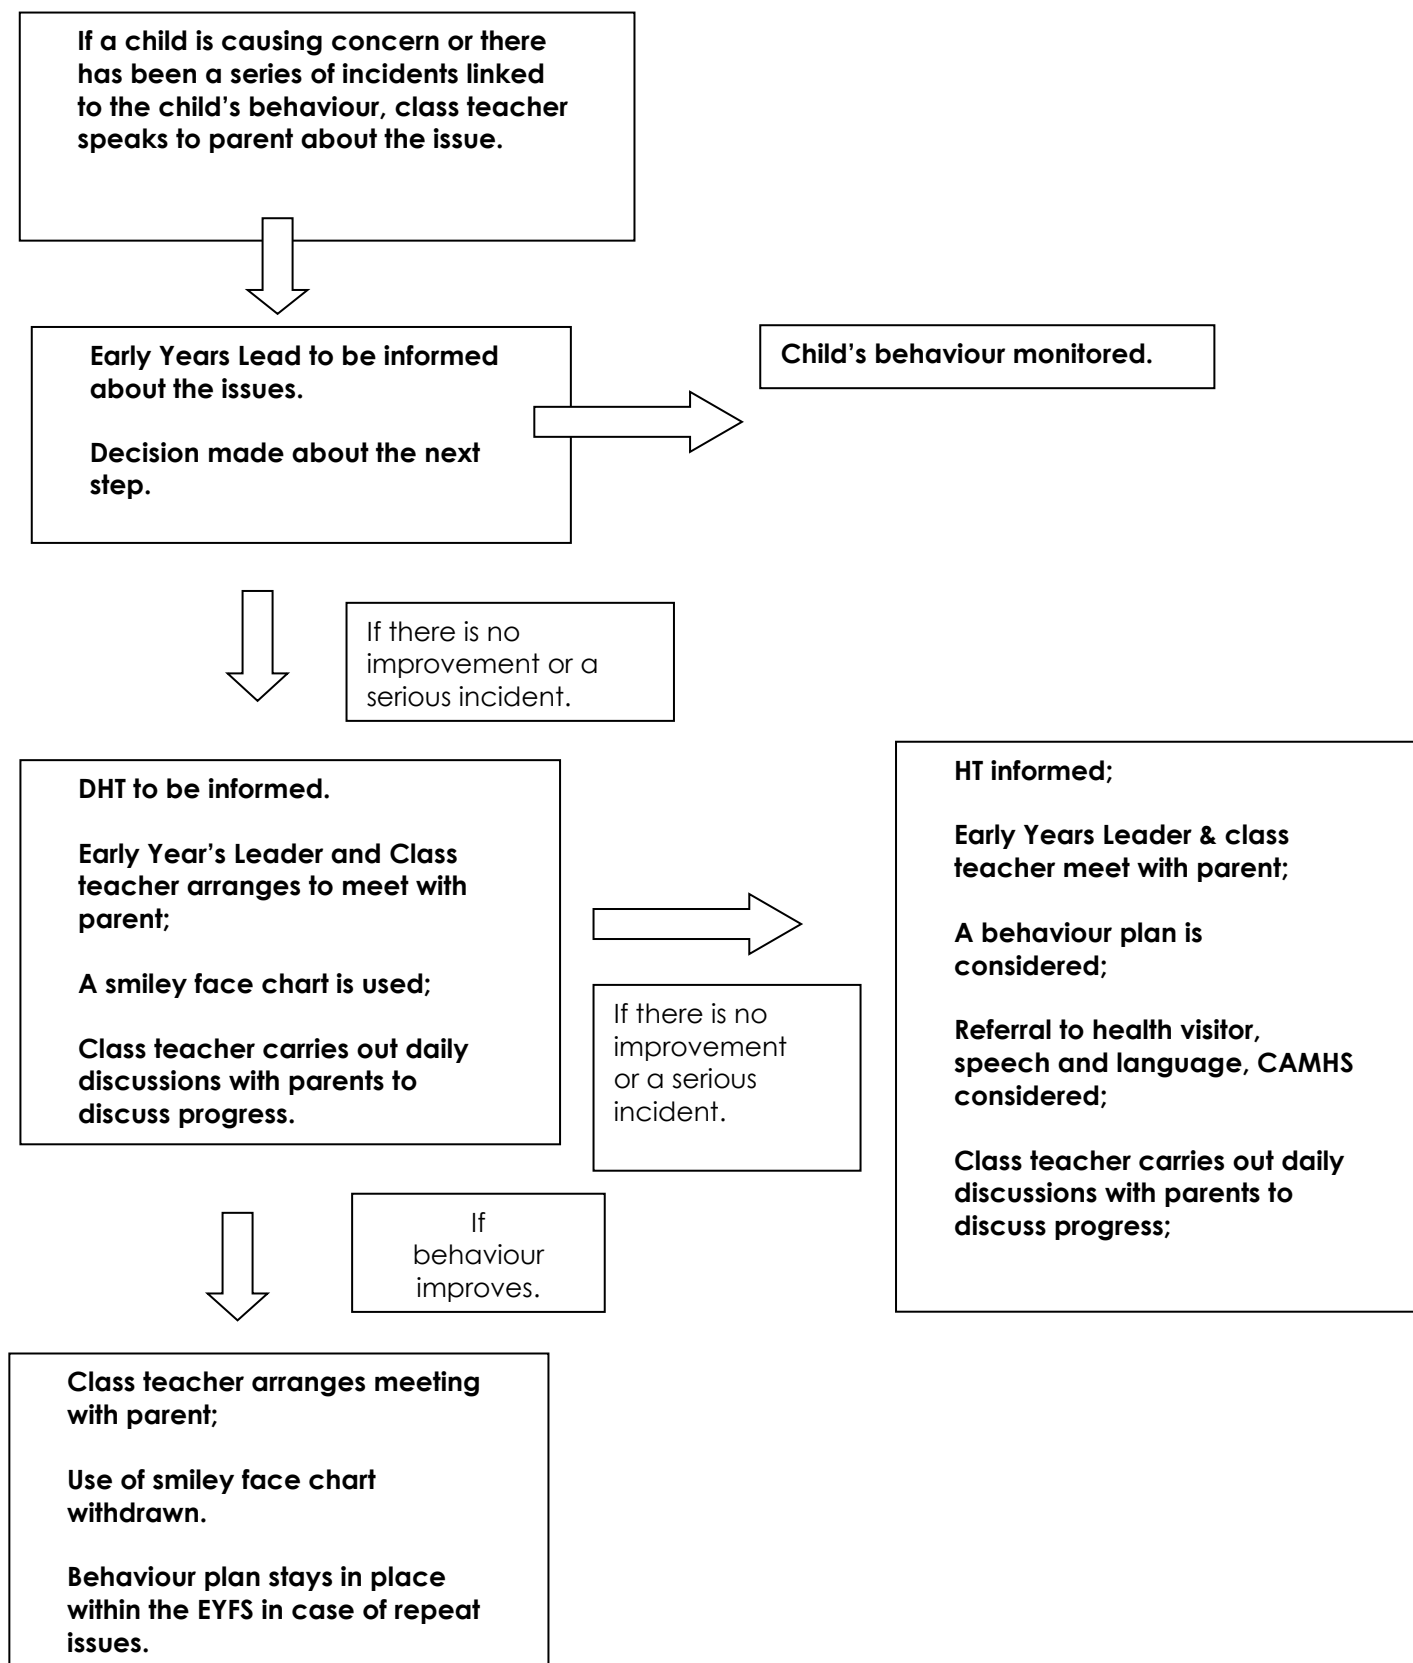 If a child is causing concern or there
has been a series of incidents linked
to the child’s behaviour, class teacher
speaks to parent about the issue.
Early Years Lead to be informed
about the issues.
Decision made about the next
step.
Child’s behaviour monitored.
If there is no
improvement or a
serious incident.
DHT to be informed.
Early Year’s Leader and Class
teacher arranges to meet with
parent;
A smiley face chart is used;
Class teacher carries out daily
discussions with parents to
discuss progress.
If there is no
improvement
or a serious
incident.
HT informed;
Early Years Leader & class
teacher meet with parent;
A behaviour plan is
considered;
Referral to health visitor,
speech and language, CAMHS
considered;
Class teacher carries out daily
discussions with parents to
discuss progress;
If
behaviour
improves.
Class teacher arranges meeting
with parent;
Use of smiley face chart
withdrawn.
Behaviour plan stays in place
within the EYFS in case of repeat
issues.